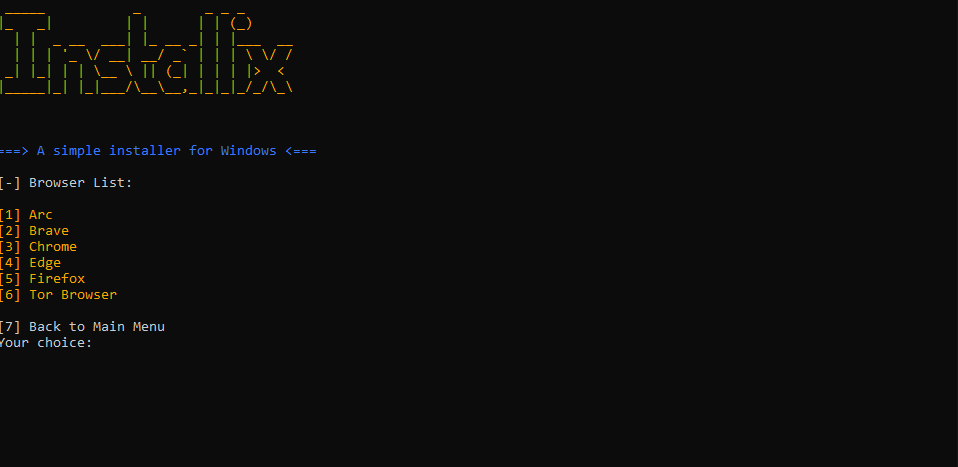 Installix
===> A simple installer for Windows <===
[-] Browser List:
[1] Arc
[2] Brave
[3] Chrome
[4] Edge
[5] Firefox
[6] Tor Browser
[7] Back to Main Menu
Your choice: